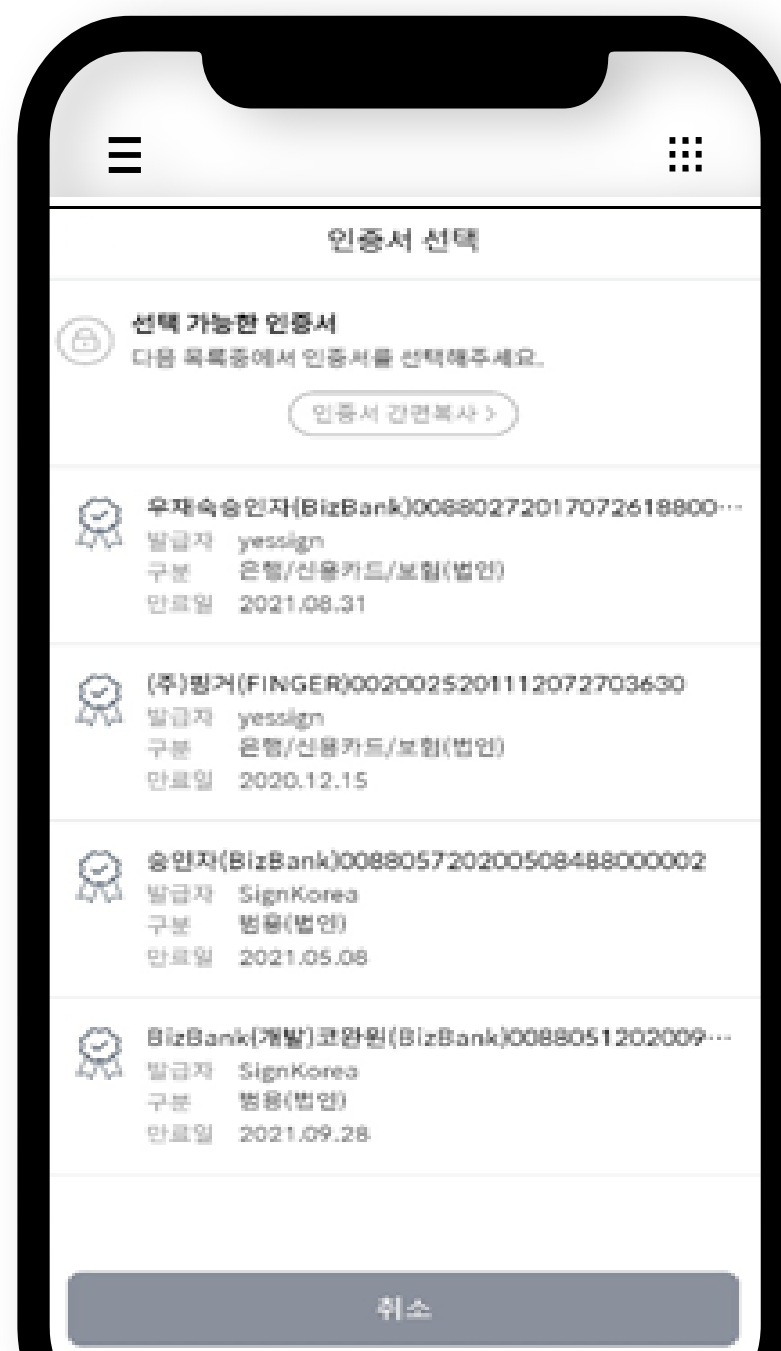 인증서 선택
선택 가능한 인증서
다음 목록중에서 인증서를 선택해주세요.
인증서 간편복사 >
우재숙승인자(BizBank)00880272017072618800···
발급자 yessign
구분 은행/신용카드/보험(법인)
만료일 2021.08.31
(주)핑거(FINGER)0020025201112072703630
발급자 yessign
구분 은행/신용카드/보험(법인)
만료일 2020.12.15
승인자(BizBank)008805720200508488000002
발급자 SignKorea
구분 범용(법인)
만료일 2021.05.08
BizBank(개발)코완원(BizBank)0088051202009···
발급자 SignKorea
구분 범용(법인)
만료일 2021.09.28
취소